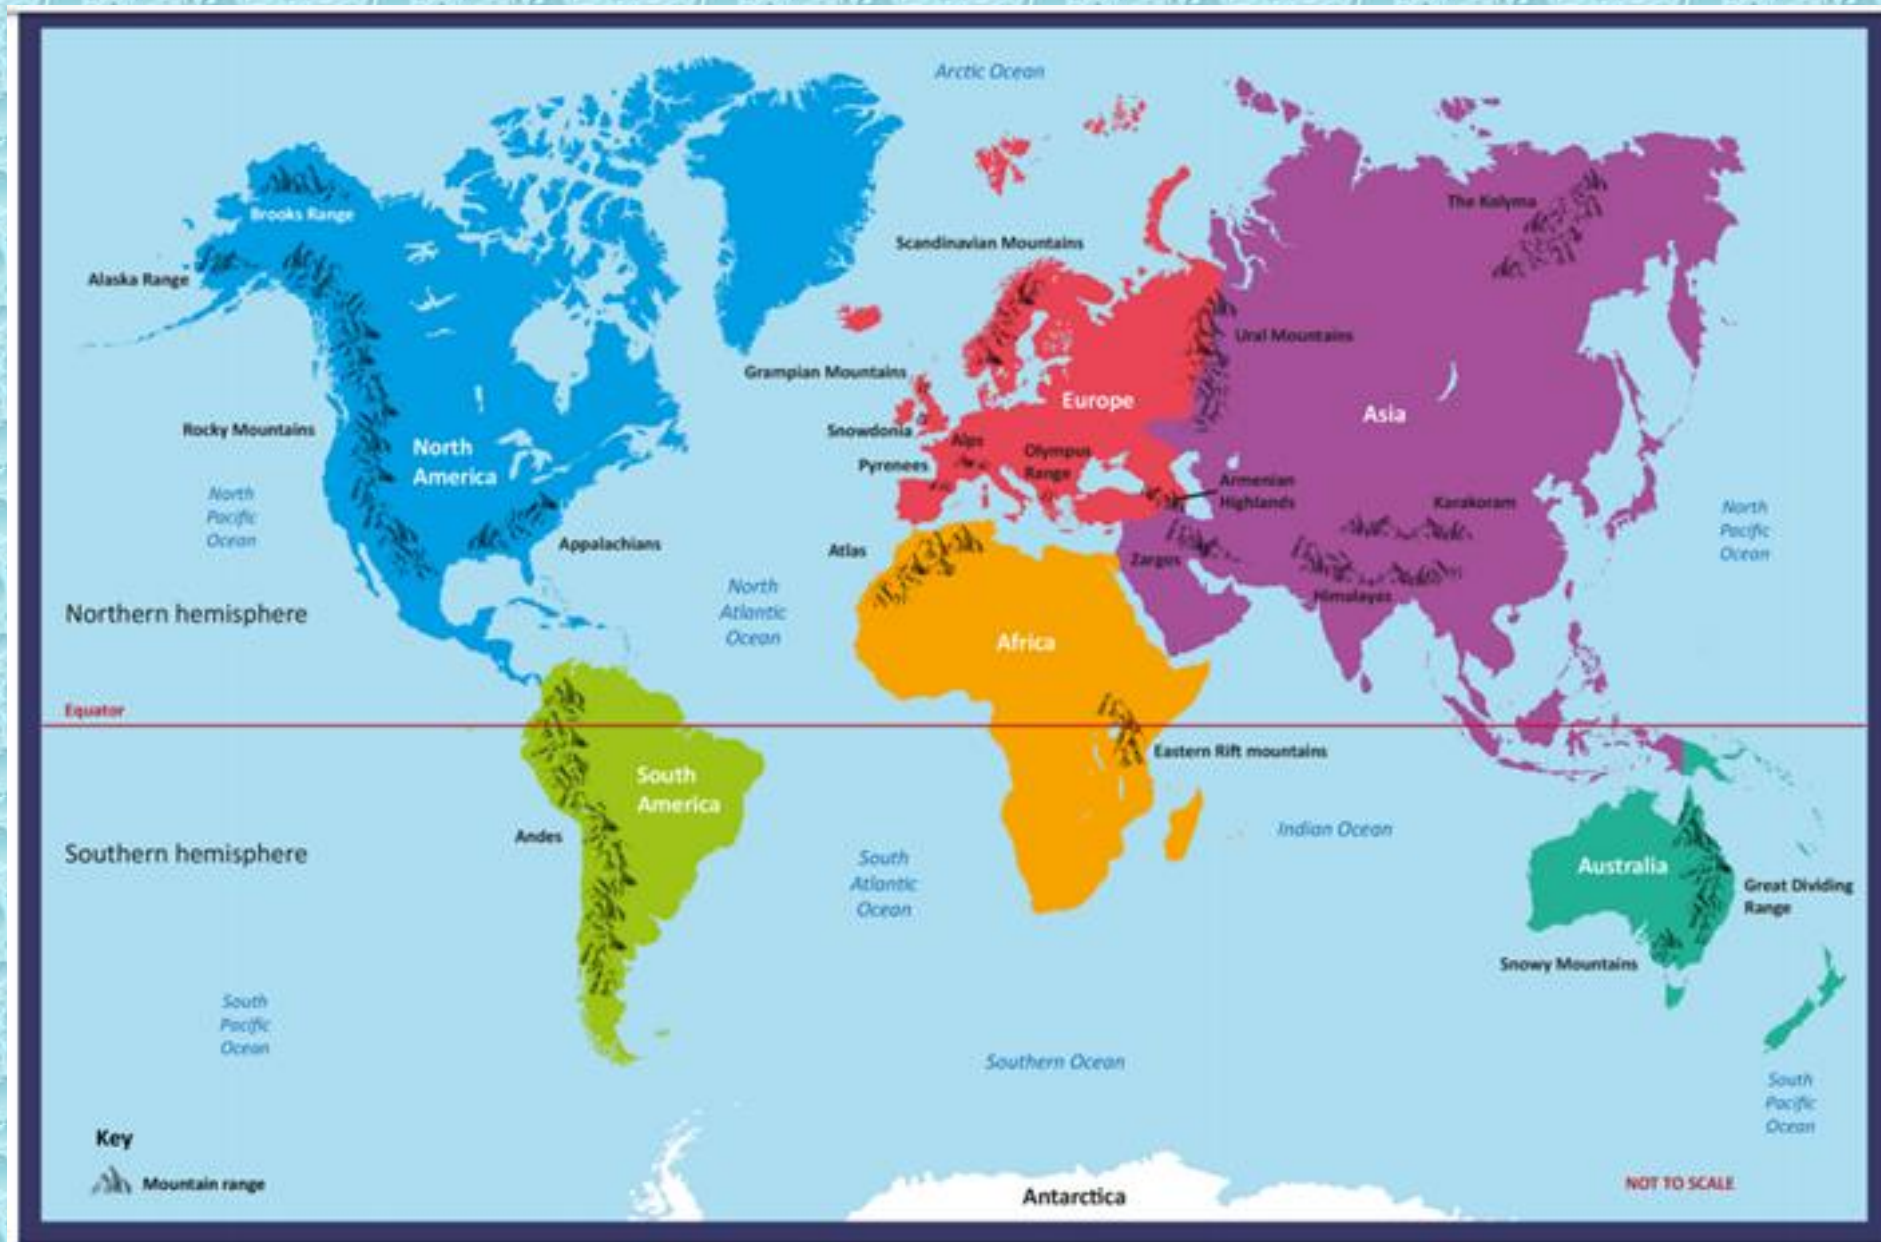 Arctic Ocean
Brooks Range
The Kolyma
Scandinavian Mountains
Alaska Range
Ural Mountains
Grampian Mountains
Europe
Asia
Rocky Mountains
Snowdonia
North
America
Alps
Olympus
Range
Pyrenees
Armenian
Highlands
Karakoram
North
Pacific
Ocean
North
Pacific
Ocean
Appalachians
Atlas
Zargos
Himalayas
North
Atlantic
Ocean
Northern hemisphere
Africa
Equator
Eastern Rift mountains
South
America
Andes
Indian Ocean
Southern hemisphere
South
Atlantic
Ocean
Australia
Great Dividing
Range
Snowy Mountains
South
Pacific
Ocean
Southern Ocean
South
Pacific
Ocean
Key
Mountain range
Antarctica
NOT TO SCALE